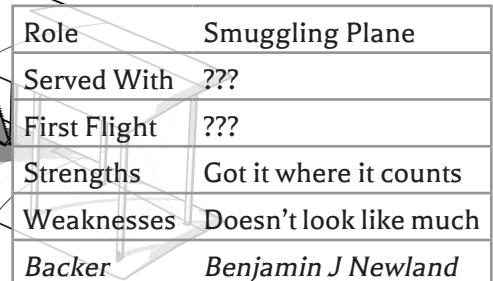 Role Smuggling Plane
Served With ???
First Flight ???
Strengths Got it where it counts
Weaknesses Doesn't look like much
Backer Benjamin J Newland